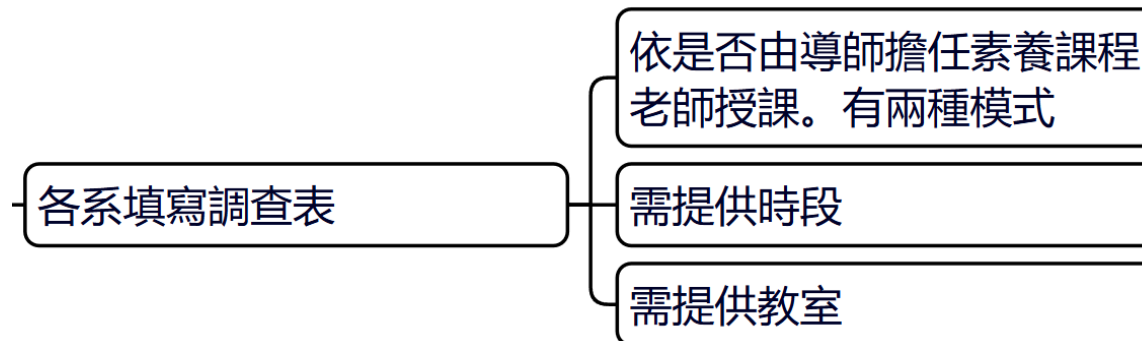 各系填寫調查表
依是否由導師擔任素養課程
老師授課。有兩種模式
需提供時段
需提供教室